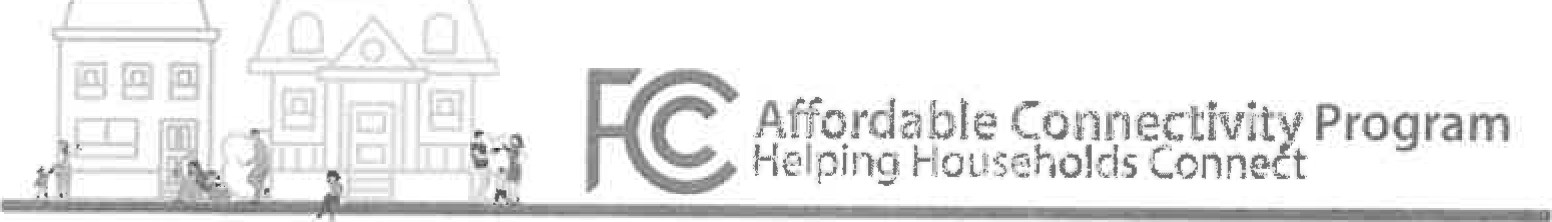 FCC
Affordable Connectivity Program
Helping Households Connect